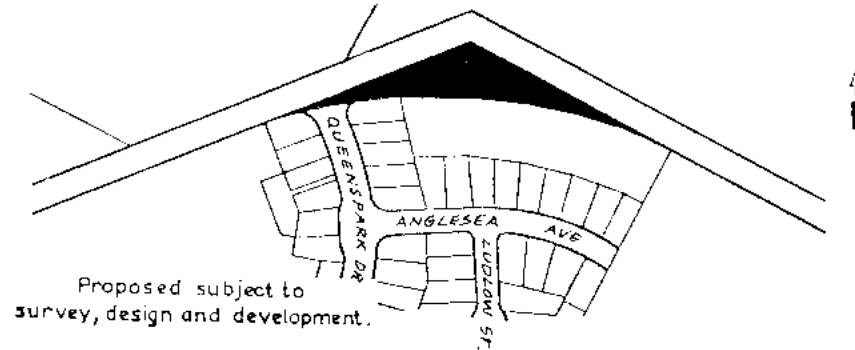 QUEENSPARK DR
ANGLESEA AVE
LUDLOW ST.
Proposed subject to
survey, design and development.